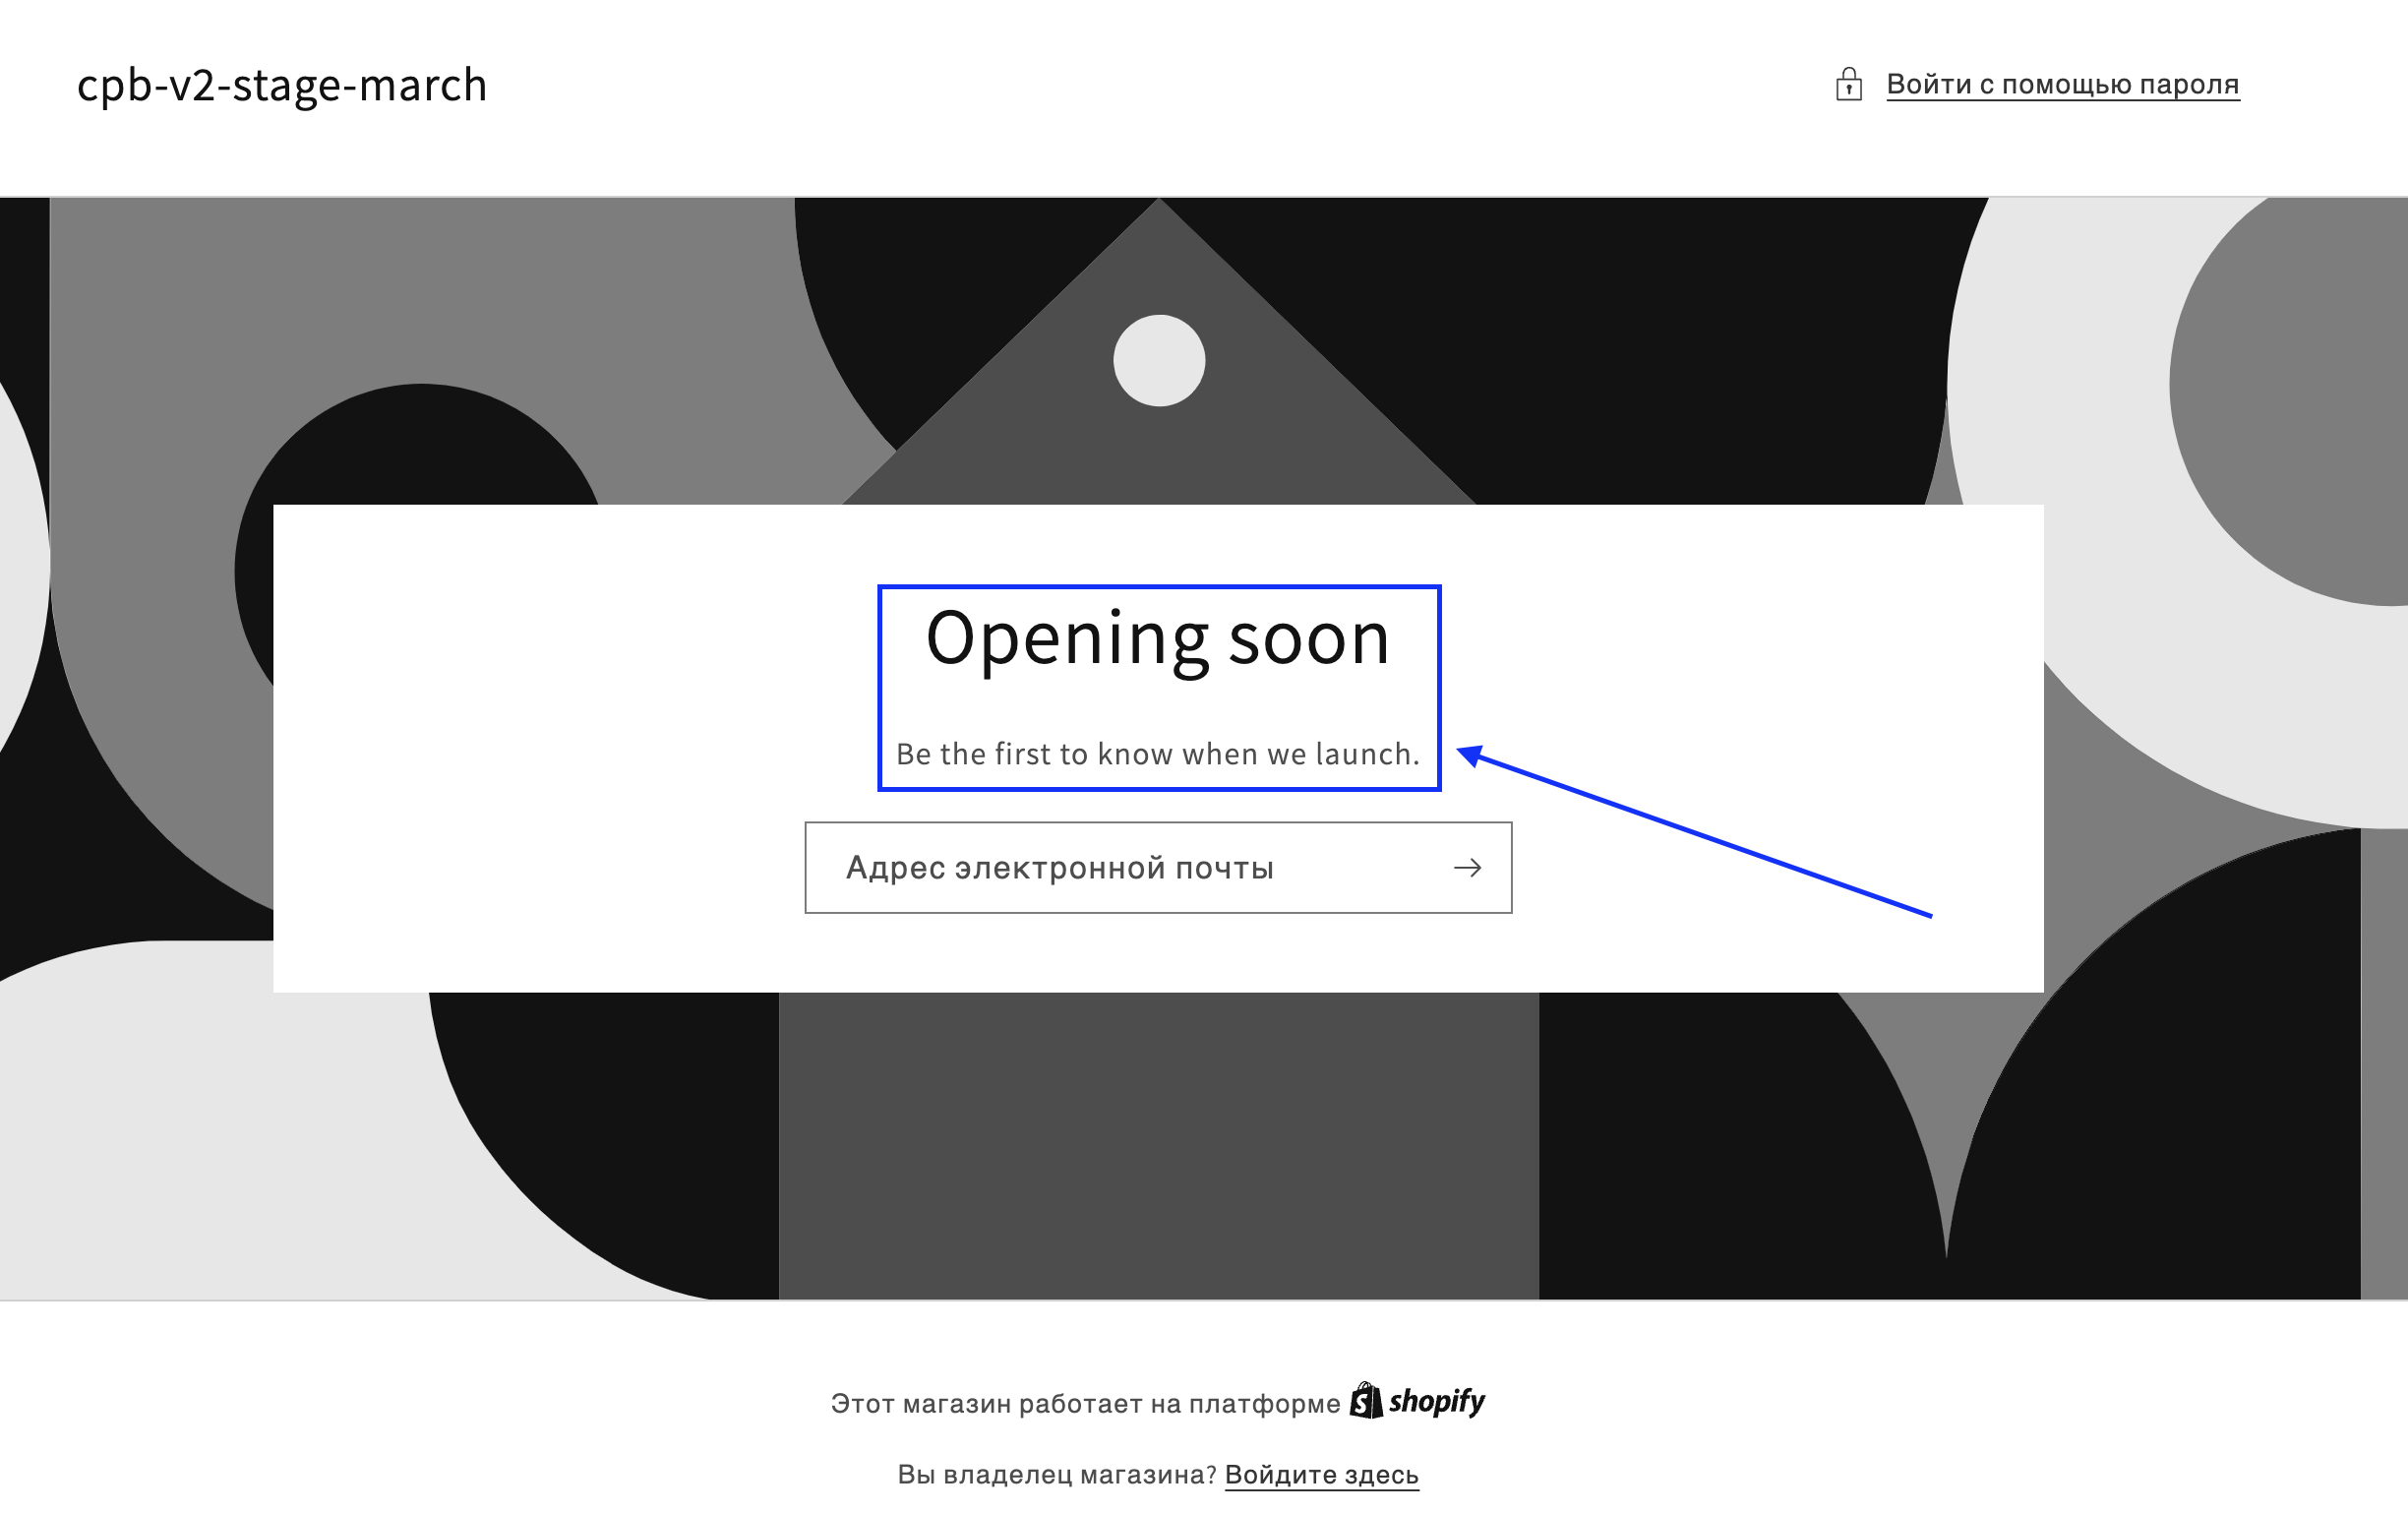 cpb-v2-stage-march
Войти с помощью пароля
Opening soon
Be the first to know when we launch.
Адрес электронной почты
Этот магазин работает на платформе shopify
Вы владелец магазина? Войдите здесь